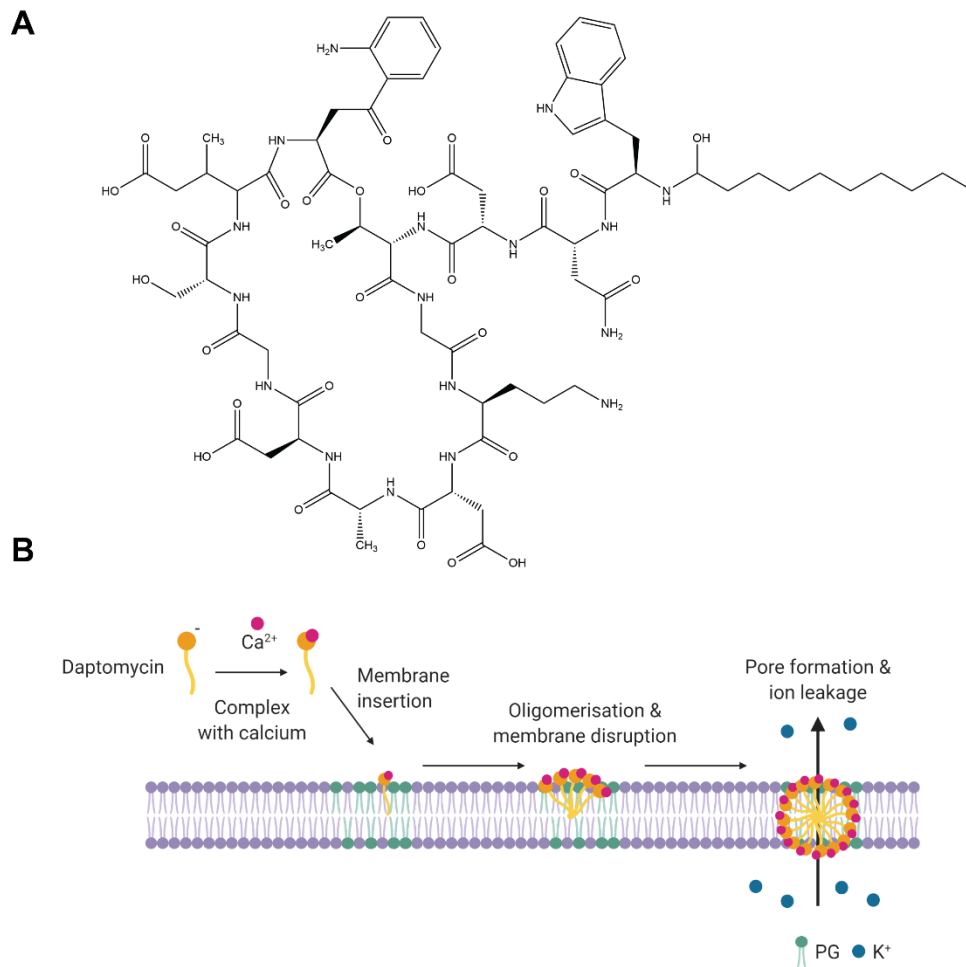 A
H₂N
HN
O CH₃ HN O OH
O
HO O O O HO O N
H
O NH H
N O NH
H₃C O N
H
HO O O O
NH NH
O NH₂
O
HN O HN
O NH₂
HO NH HN O
O H
N
CH₃ O
O OH
B
Daptomycin
-
Ca²⁺
Complex
with calcium
Membrane
insertion
Oligomerisation &
membrane disruption
Pore formation &
ion leakage
PG K⁺